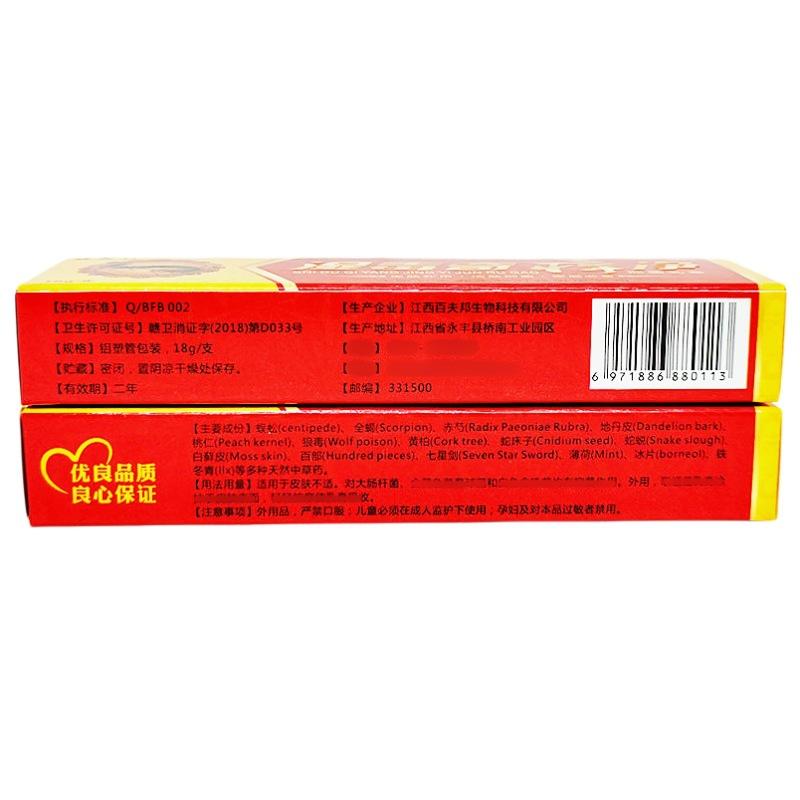 【执行标准】Q/BFB 002
【卫生许可证号】赣卫消证字(2018)第D033号
【规格】铝塑管包装，18g/支
【贮藏】密闭，置阴凉干燥处保存。
【有效期】二年
【生产企业】江西百夫邦生物科技有限公司
【生产地址】江西省永丰县桥南工业园区
【邮编】331500
6 971886 880113
优良品质
良心保证
【主要成份】蜈蚣(centipede)、全蝎(Scorpion)、赤芍(Radix Paeoniae Rubra)、地丹皮(Dandelion bark)、
桃仁(Peach kernel)、狼毒(Wolf poison)、黄柏(Cork tree)、蛇床子(Cnidium seed)、蛇蜕(Snake slough)、
白藓皮(Moss skin)、百部(Hundred pieces)、七星剑(Seven Star Sword)、薄荷(Mint)、冰片(borneol)、铁
冬青(llx)等多种天然中草药。
【用法用量】适用于皮肤不适。对大肠杆菌、 外用，
收。
【注意事项】外用品，严禁口服；儿童必须在成人监护下使用；孕妇及对本品过敏者禁用。